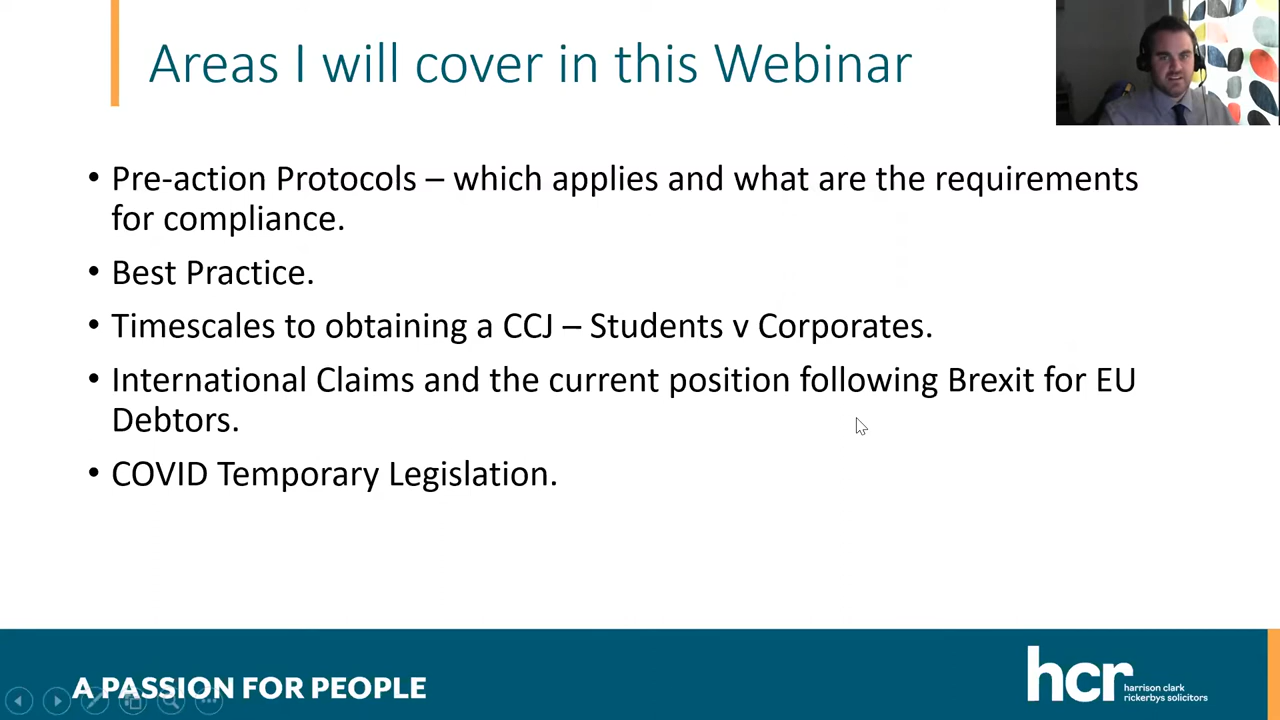 Areas I will cover in this Webinar
• Pre-action Protocols – which applies and what are the requirements
for compliance.
• Best Practice.
• Timescales to obtaining a CCJ – Students v Corporates.
• International Claims and the current position following Brexit for EU
Debtors.
• COVID Temporary Legislation.
A PASSION FOR PEOPLE
hcr
harrison clark
rickerbys solicitors